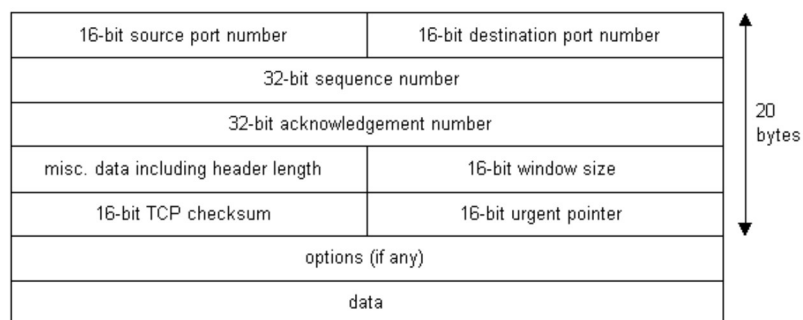 16-bit source port number
16-bit destination port number
32-bit sequence number
32-bit acknowledgement number
20
bytes
misc. data including header length
16-bit window size
16-bit TCP checksum
16-bit urgent pointer
options (if any)
data